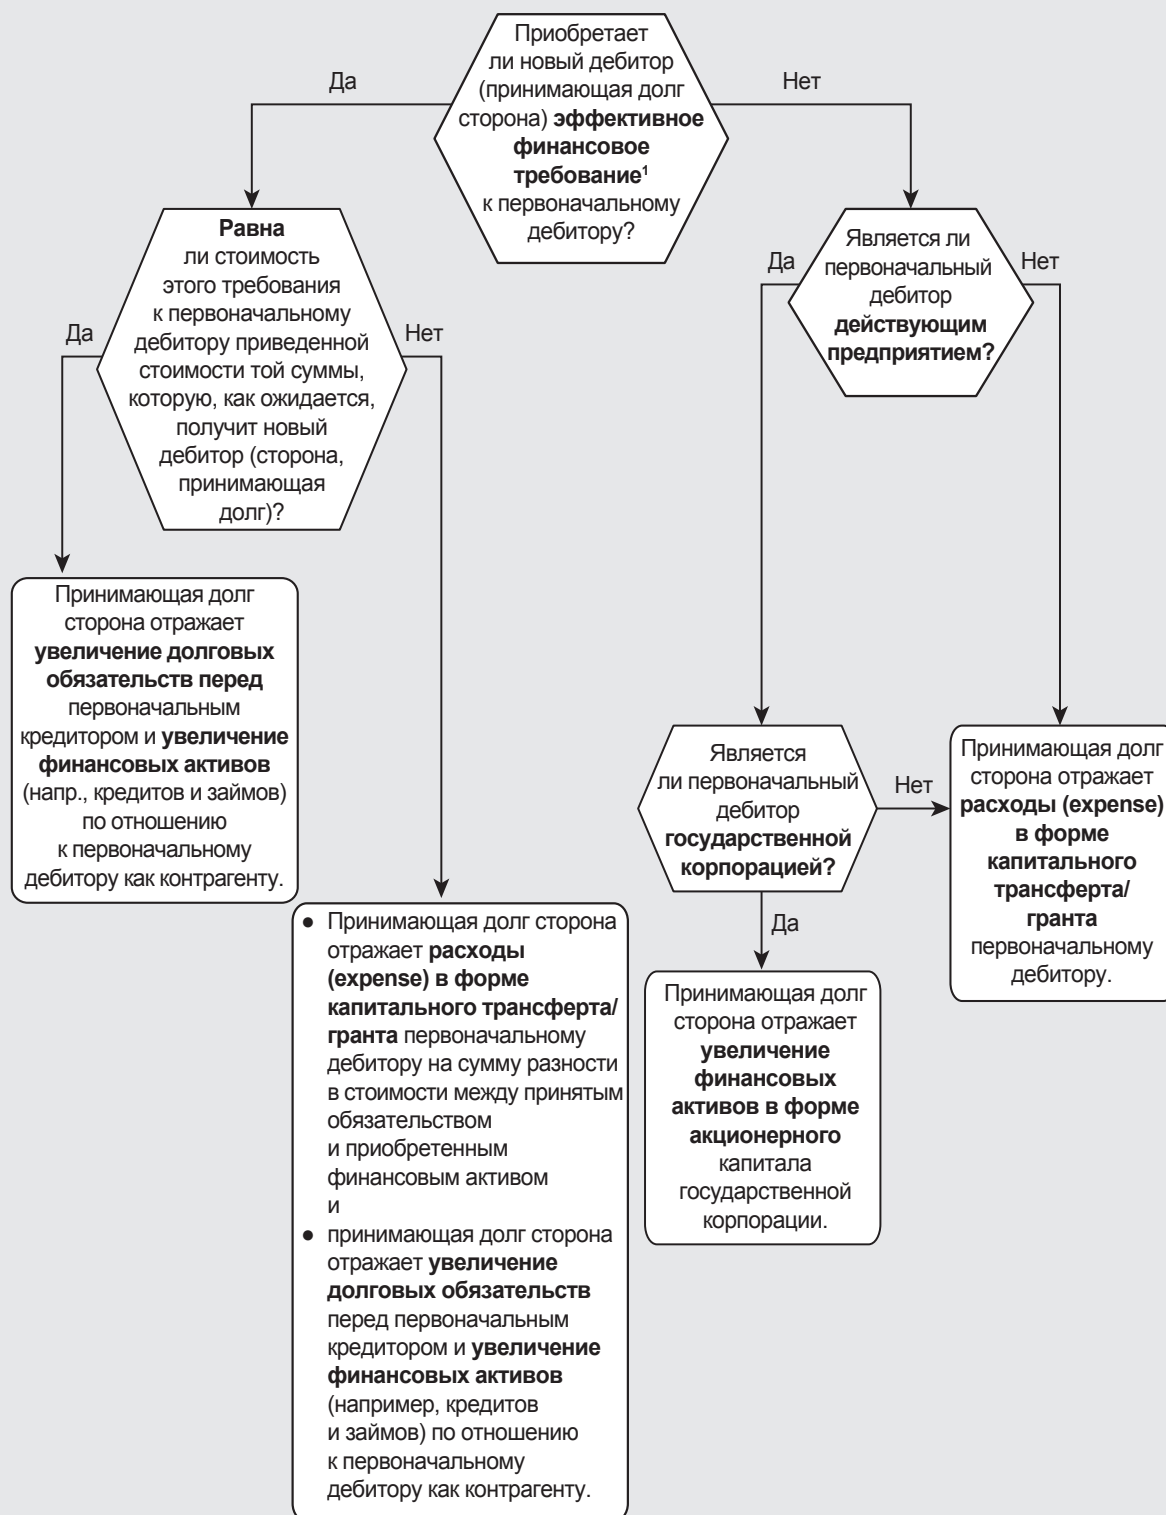 Приобретает
ли новый дебитор
(принимающая долг
сторона) эффективное
финансовое
требование¹
к первоначальному
дебитору?
Да
Нет
Равна
ли стоимость
этого требования
к первоначальному
дебитору приведенной
стоимости той суммы,
которую, как ожидается,
получит новый
дебитор (сторона,
принимающая
долг)?
Да
Нет
Является ли
первоначальный
дебитор
действующим
предприятием?
Да
Нет
Принимающая долг
сторона отражает
увеличение долговых
обязательств перед
первоначальным
кредитором и увеличение
финансовых активов
(напр., кредитов и займов)
по отношению
к первоначальному
дебитору как контрагенту.
● Принимающая долг сторона
отражает расходы
(expense) в форме
капитального трансферта/
гранта первоначальному
дебитору на сумму разности
в стоимости между принятым
обязательством
и приобретенным
финансовым активом
и
● принимающая долг сторона
отражает увеличение
долговых обязательств
перед первоначальным
кредитором и увеличение
финансовых активов
(например, кредитов
и займов) по отношению
к первоначальному
дебитору как контрагенту.
Является
ли первоначальный
дебитор
государственной
корпорацией?
Нет
Да
Принимающая долг
сторона отражает
увеличение
финансовых
активов в форме
акционерного
капитала
государственной
корпорации.
Принимающая долг
сторона отражает
расходы (expense)
в форме
капитального
трансферта/
гранта
первоначальному
дебитору.